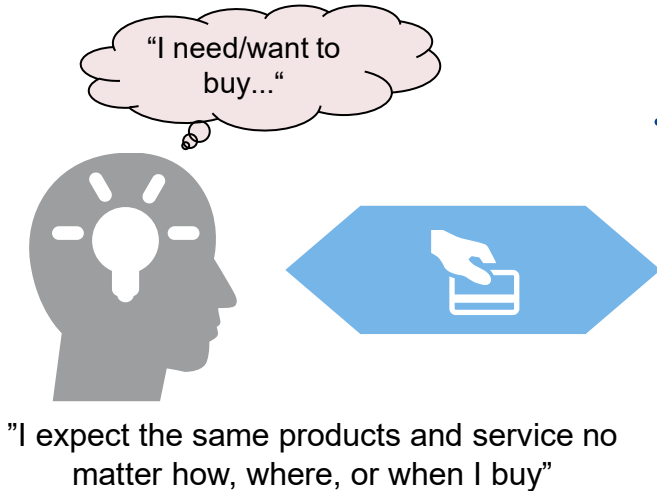 “I need/want to
buy...“
”I expect the same products and service no
matter how, where, or when I buy”